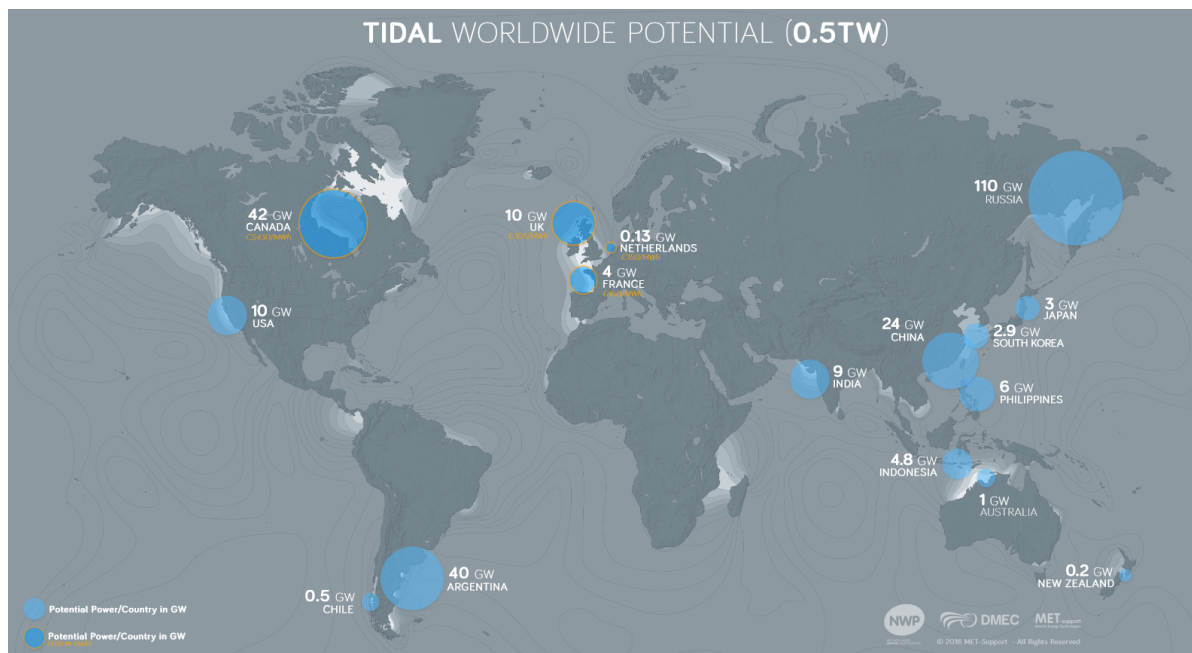 TIDAL WORLDWIDE POTENTIAL (0.5TW)
110 GW
RUSSIA
42 GW
CANADA
10 GW
UK
0.13 GW
NETHERLANDS
4 GW
FRANCE
10 GW
USA
3 GW
JAPAN
24 GW
CHINA
2.9 GW
SOUTH KOREA
9 GW
INDIA
6 GW
PHILIPPINES
4.8 GW
INDONESIA
1 GW
AUSTRALIA
40 GW
ARGENTINA
0.5 GW
CHILE
0.2 GW
NEW ZEALAND
Potential Power/Country in GW
Potential Power/Country in GW
NWP
DMEC
MET-support
© 2016 MET-Support - All Rights Reserved